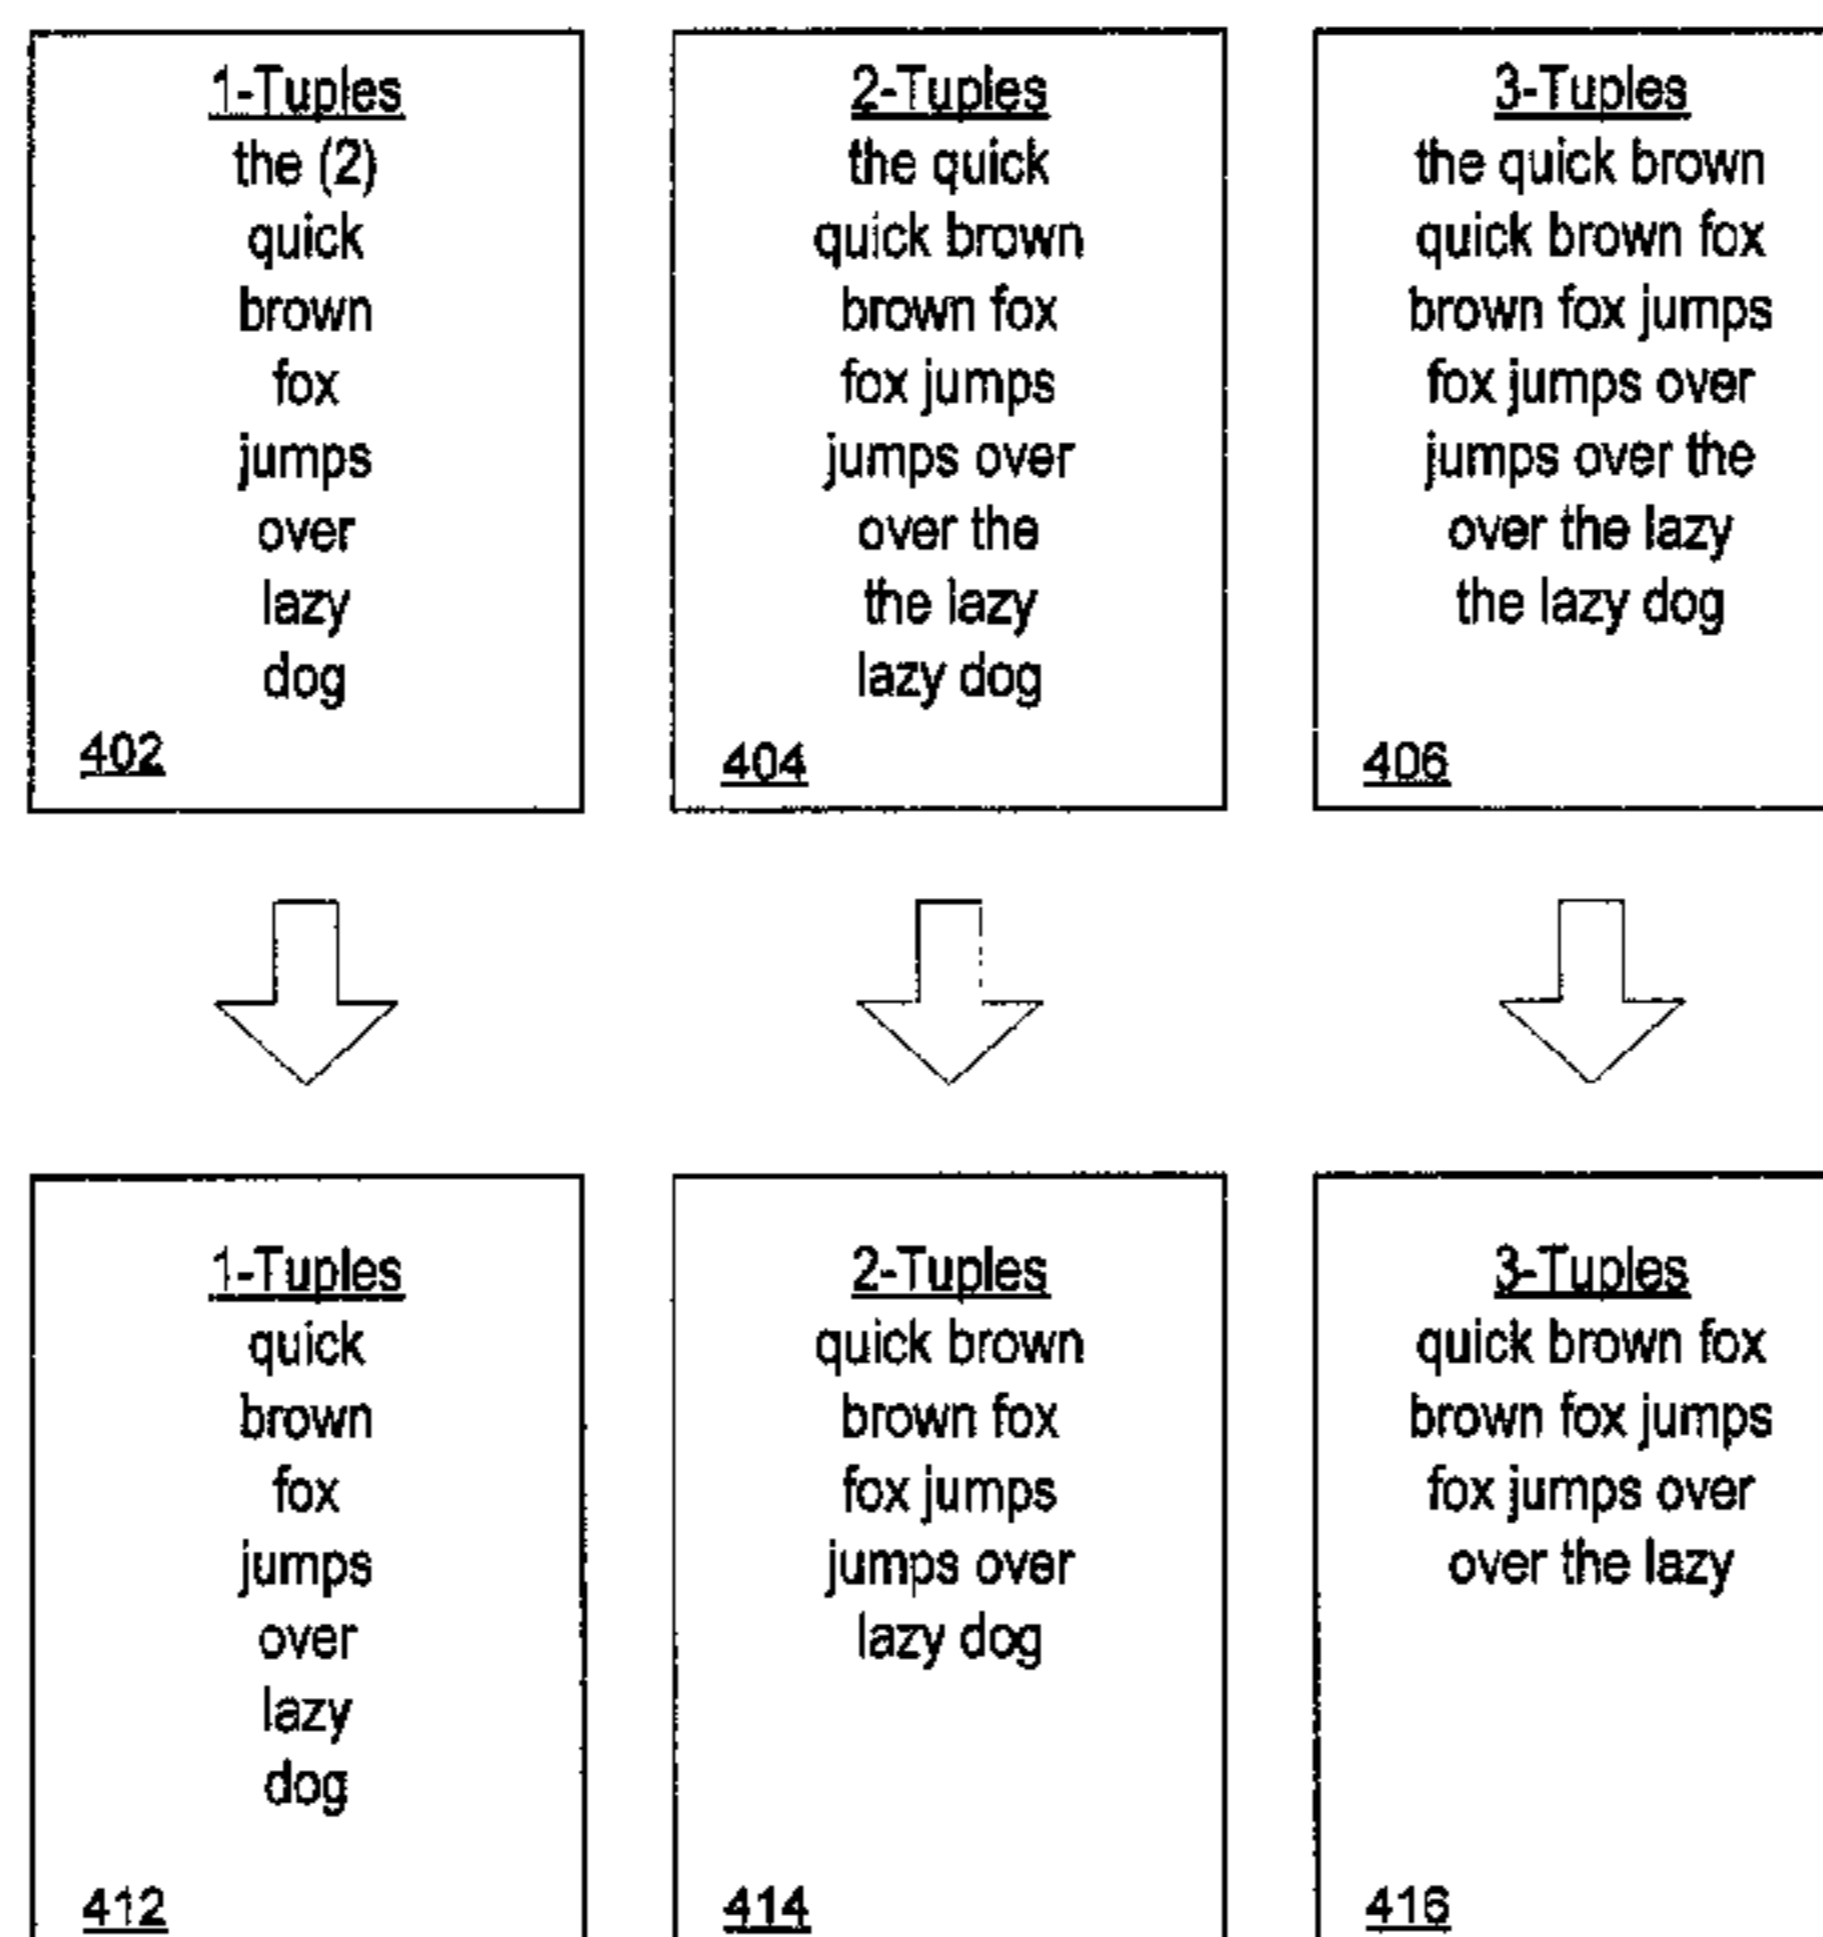 1-Tuples
the (2)
quick
brown
fox
jumps
over
lazy
dog
402
2-Tuples
the quick
quick brown
brown fox
fox jumps
jumps over
over the
the lazy
lazy dog
404
3-Tuples
the quick brown
quick brown fox
brown fox jumps
fox jumps over
jumps over the
over the lazy
the lazy dog
406
1-Tuples
quick
brown
fox
jumps
over
lazy
dog
412
2-Tuples
quick brown
brown fox
fox jumps
jumps over
lazy dog
414
3-Tuples
quick brown fox
brown fox jumps
fox jumps over
over the lazy
416